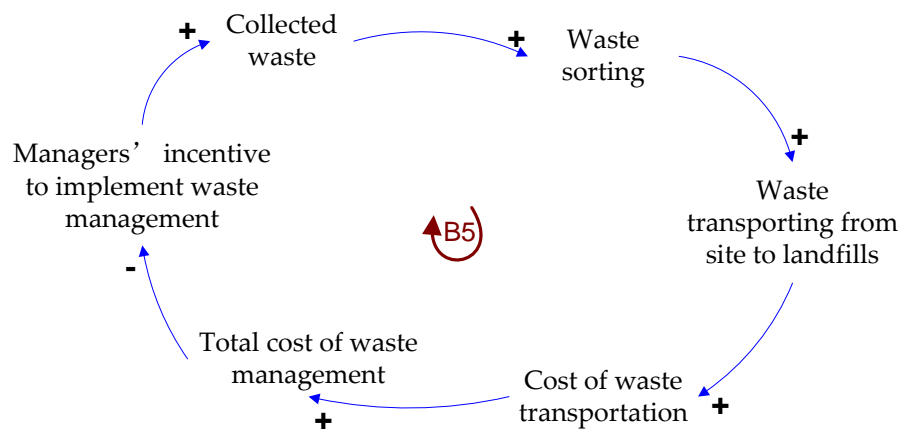 +
Collected
waste
+
Waste
sorting
+
Managers’ incentive
to implement waste
management
Waste
transporting from
site to landfills
B5
-
Total cost of waste
management
+
Cost of waste
transportation
+